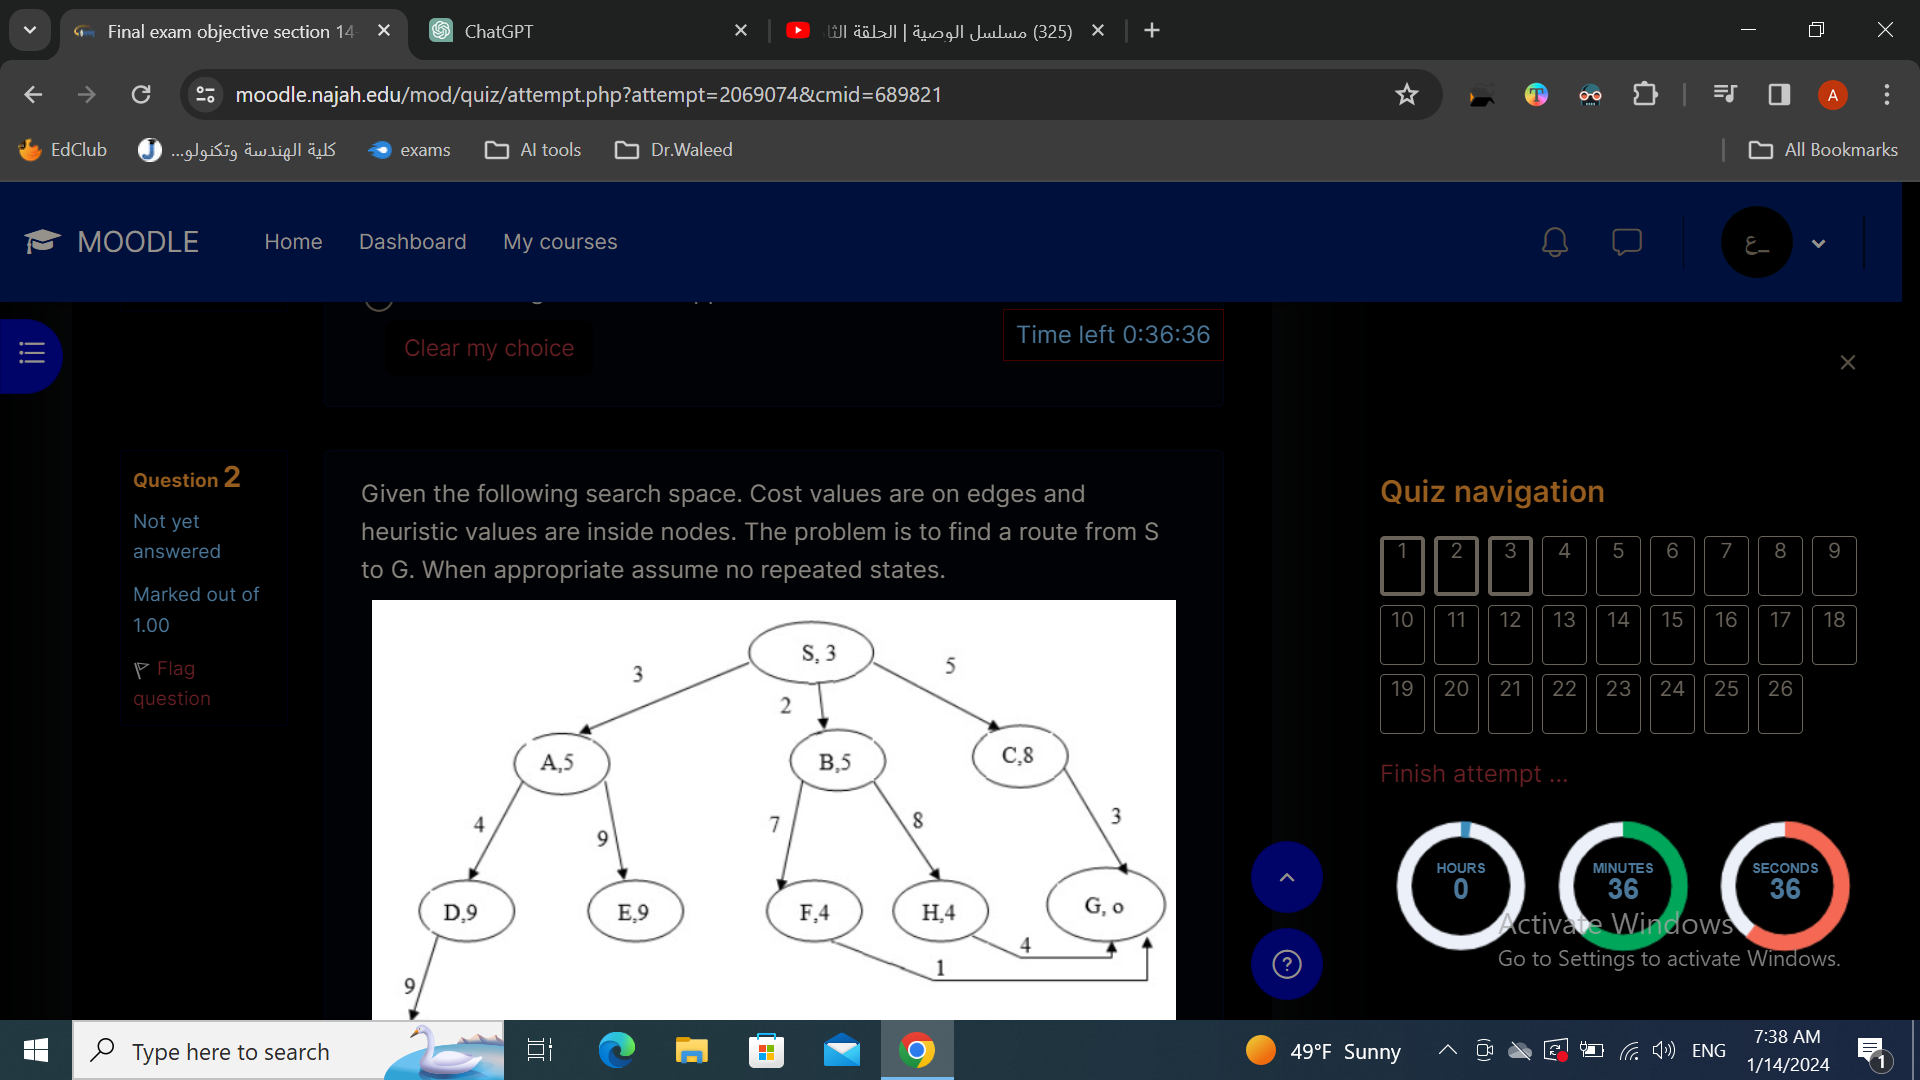 Final exam objective section 14
ChatGPT
(325) مسلسل الوصية | الحلقة الثا
moodle.najah.edu/mod/quiz/attempt.php?attempt=2069074&cmid=689821
A
EdClub
كلية الهندسة وتكنولو...
exams
AI tools
Dr.Waleed
All Bookmarks
MOODLE
Home
Dashboard
My courses
ع_
Clear my choice
Time left 0:36:36
Question 2
Not yet
answered
Marked out of
1.00
Flag
question
Given the following search space. Cost values are on edges and
heuristic values are inside nodes. The problem is to find a route from S
to G. When appropriate assume no repeated states.
S, 3
3
2
5
A,5
B,5
C,8
4
9
7
8
3
D,9
E,9
F,4
H,4
G, o
4
1
9
Quiz navigation
1 2 3 4 5 6 7 8 9
10 11 12 13 14 15 16 17 18
19 20 21 22 23 24 25 26
Finish attempt ...
HOURS
0
MINUTES
36
SECONDS
36
Activate Windows
Go to Settings to activate Windows.
Type here to search
49°F Sunny
ENG
7:38 AM
1/14/2024
1